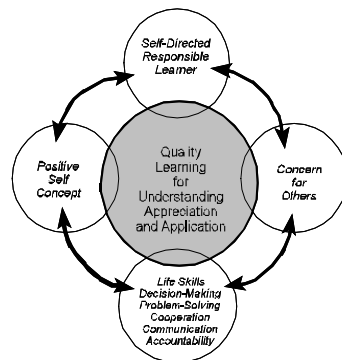 Self-Directed
Responsible
Learner
Positive
Self
Concept
Quality
Learning
for
Understanding
Appreciation
and Application
Concern
for
Others
Life Skills
Decision-Making
Problem-Solving
Cooperation
Communication
Accountability